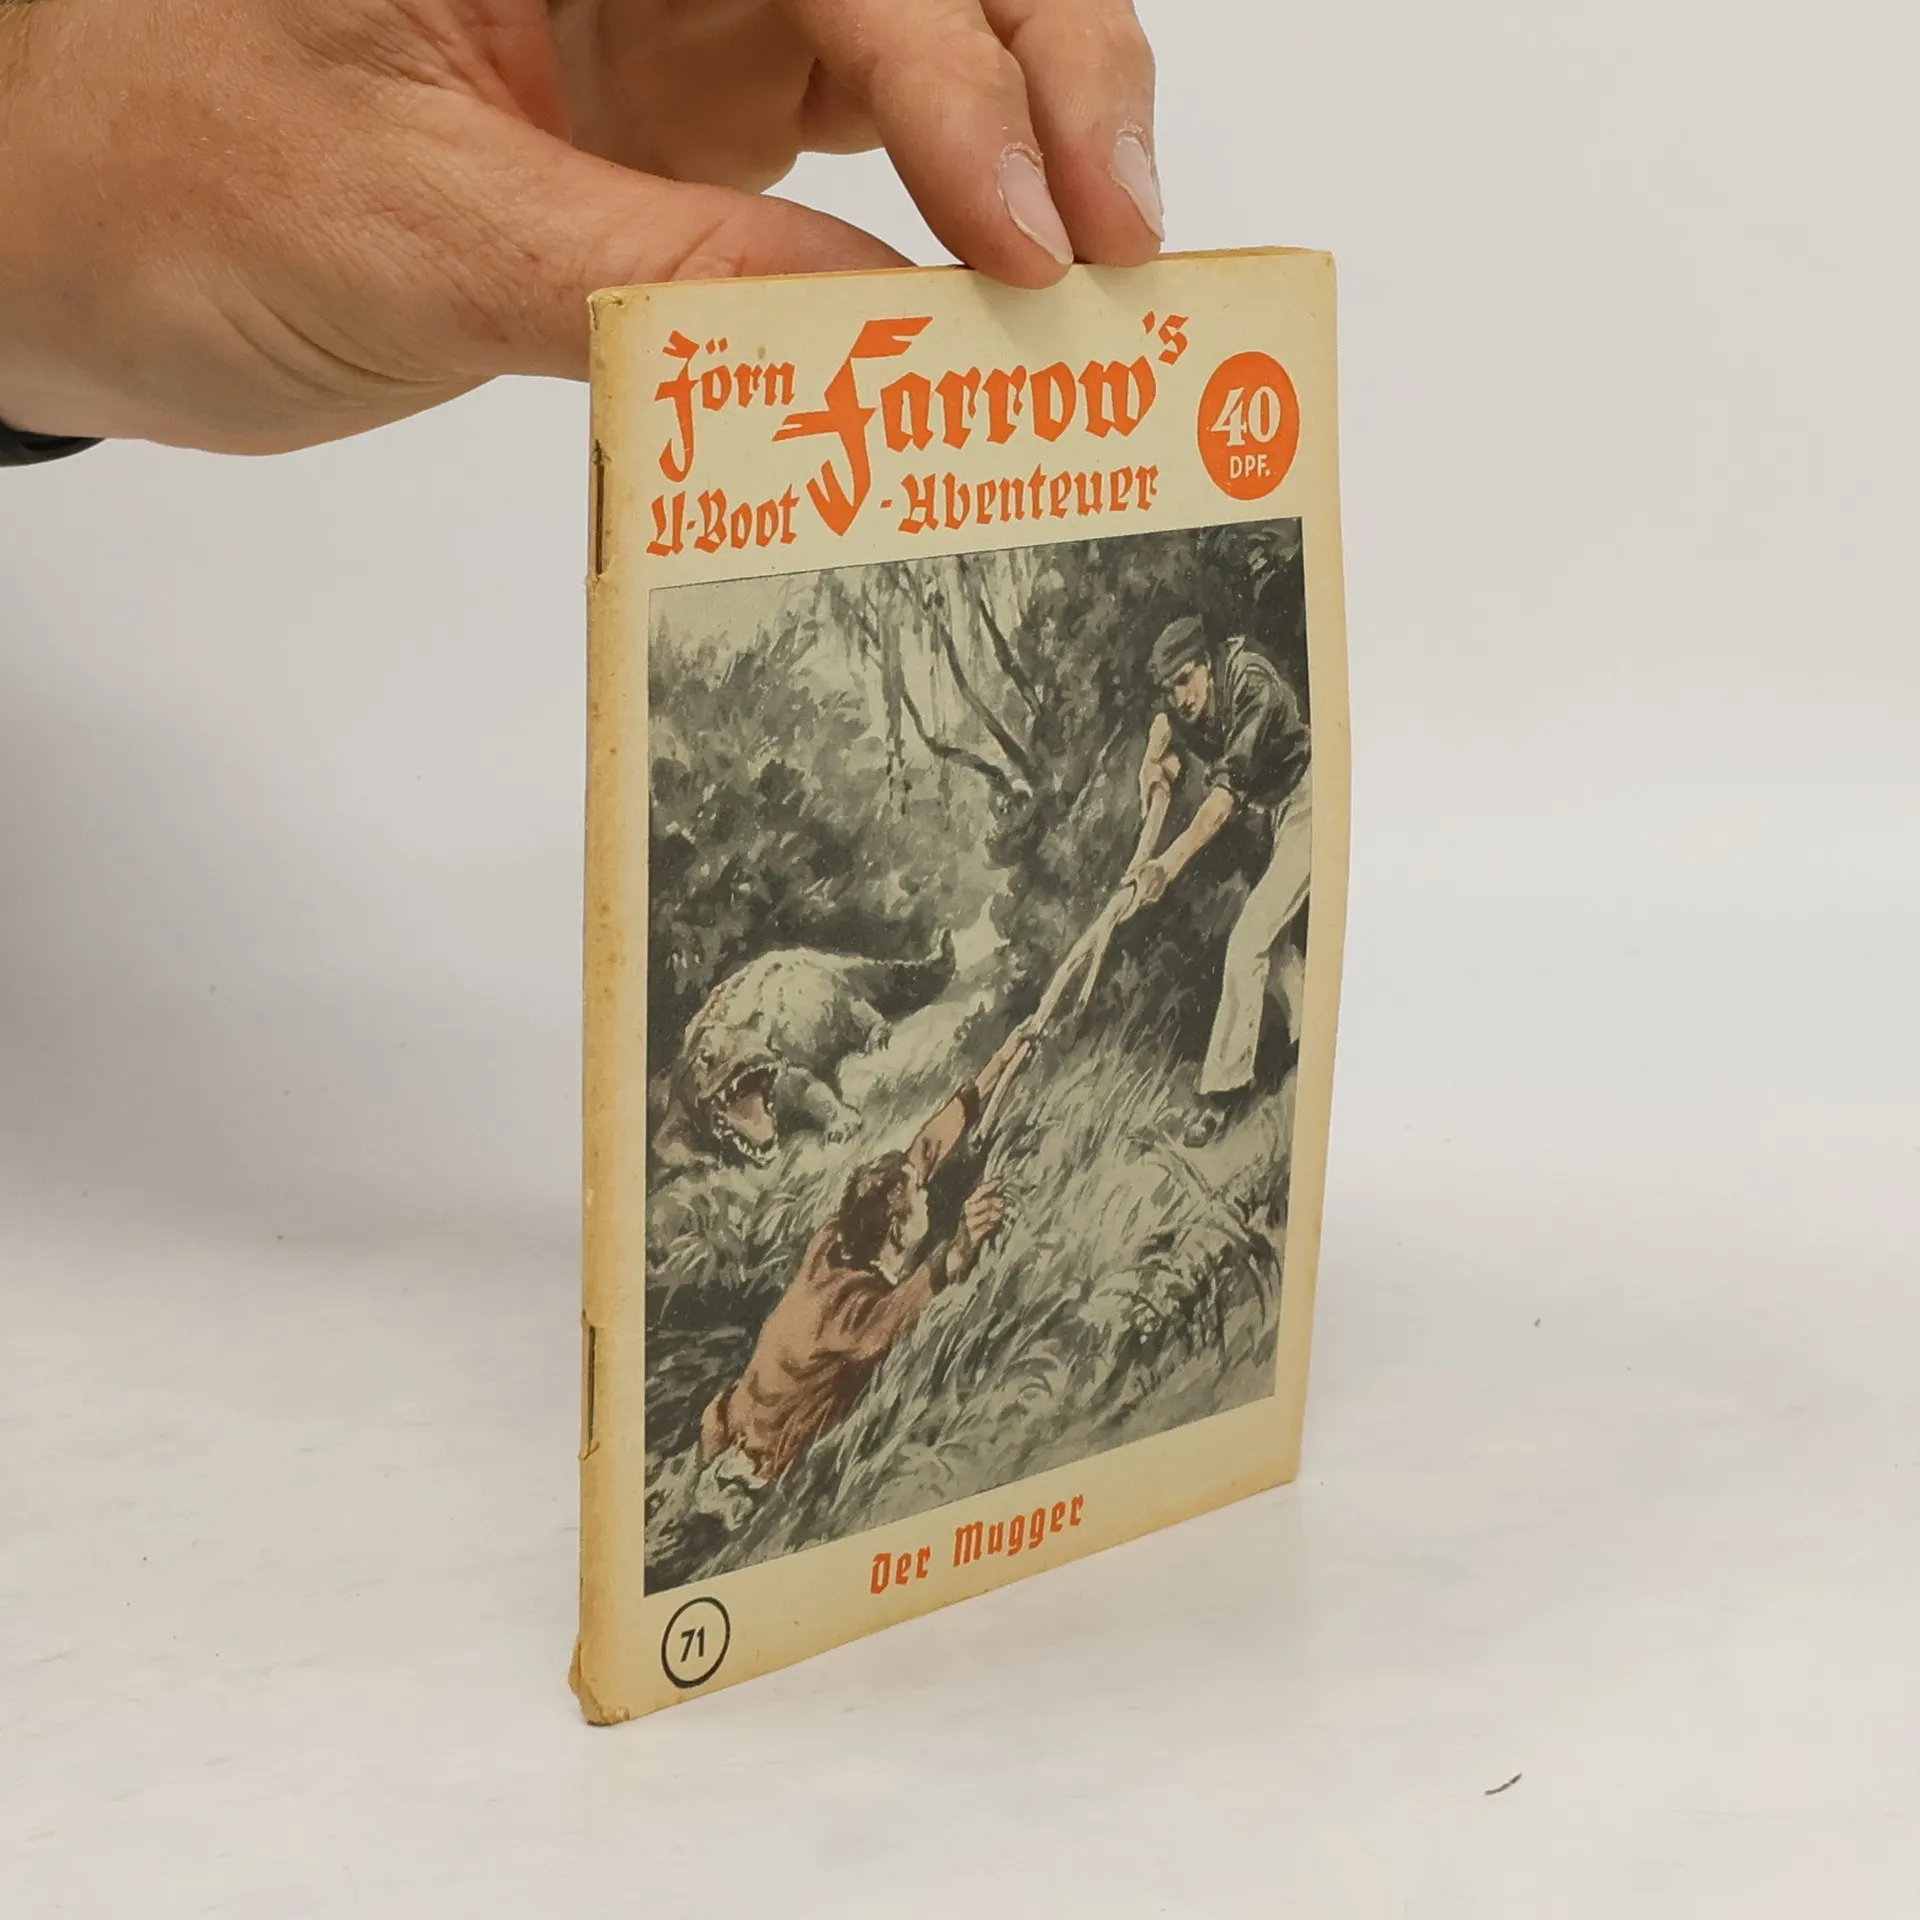 Jörn Farrow's
U-Boot-Abenteuer
40
DPF.
Der Mugger
71